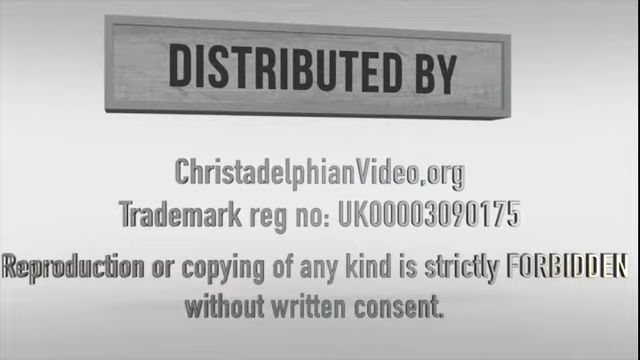 DISTRIBUTED BY
ChristadelphianVideo.org
Trademark reg no: UK00003090175
Reproduction or copying of any kind is strictly FORBIDDEN
without written consent.